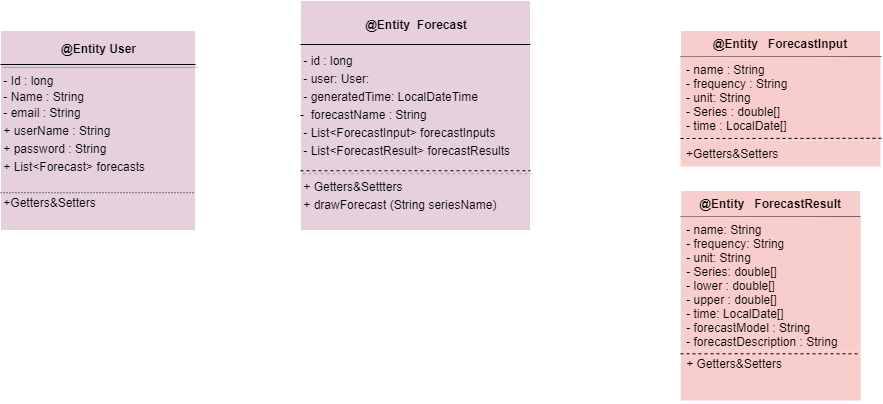 @Entity User
- Id : long
- Name : String
- email : String
+ userName : String
+ password : String
+ List<Forecast> forecasts
+Getters&Setters
@Entity Forecast
- id : long
- user: User:
- generatedTime: LocalDateTime
- forecastName : String
- List<ForecastInput> forecastInputs
- List<ForecastResult> forecastResults
+ Getters&Settters
+ drawForecast (String seriesName)
@Entity ForecastInput
- name : String
- frequency : String
- unit: String
- Series : double[]
- time : LocalDate[]
+Getters&Setters
@Entity ForecastResult
- name: String
- frequency: String
- unit: String
- Series: double[]
- lower : double[]
- upper : double[]
- time: LocalDate[]
- forecastModel : String
- forecastDescription : String
+ Getters&Setters